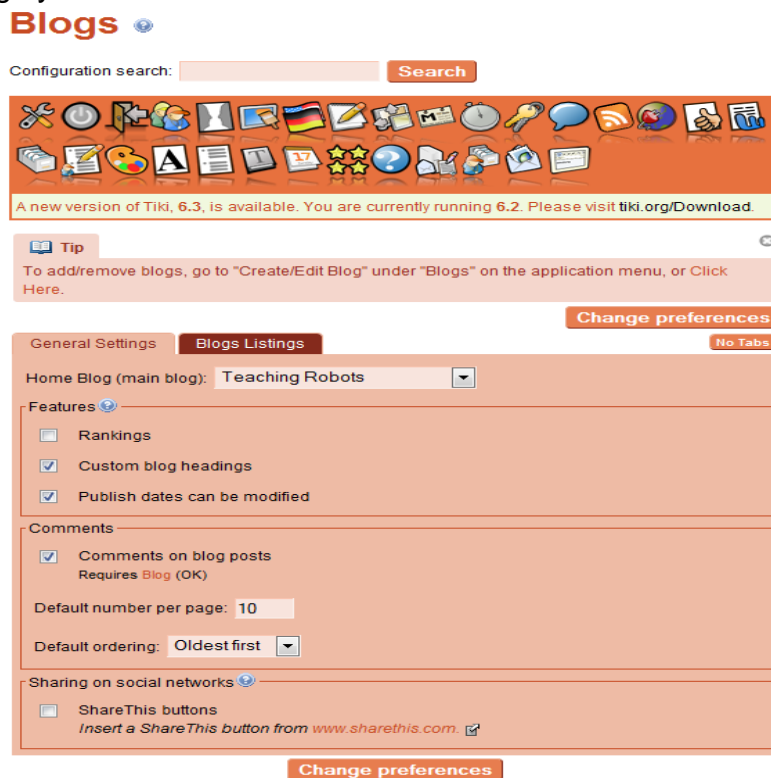 Blogs
Configuration search: Search
A new version of Tiki, 6.3, is available. You are currently running 6.2. Please visit tiki.org/Download.
Tip
To add/remove blogs, go to "Create/Edit Blog" under "Blogs" on the application menu, or Click
Here.
Change preferences
General Settings Blogs Listings No Tabs
Home Blog (main blog): Teaching Robots
Features
Rankings
Custom blog headings
Publish dates can be modified
Comments
Comments on blog posts
Requires Blog (OK)
Default number per page: 10
Default ordering: Oldest first
Sharing on social networks
ShareThis buttons
Insert a ShareThis button from www.sharethis.com.
Change preferences